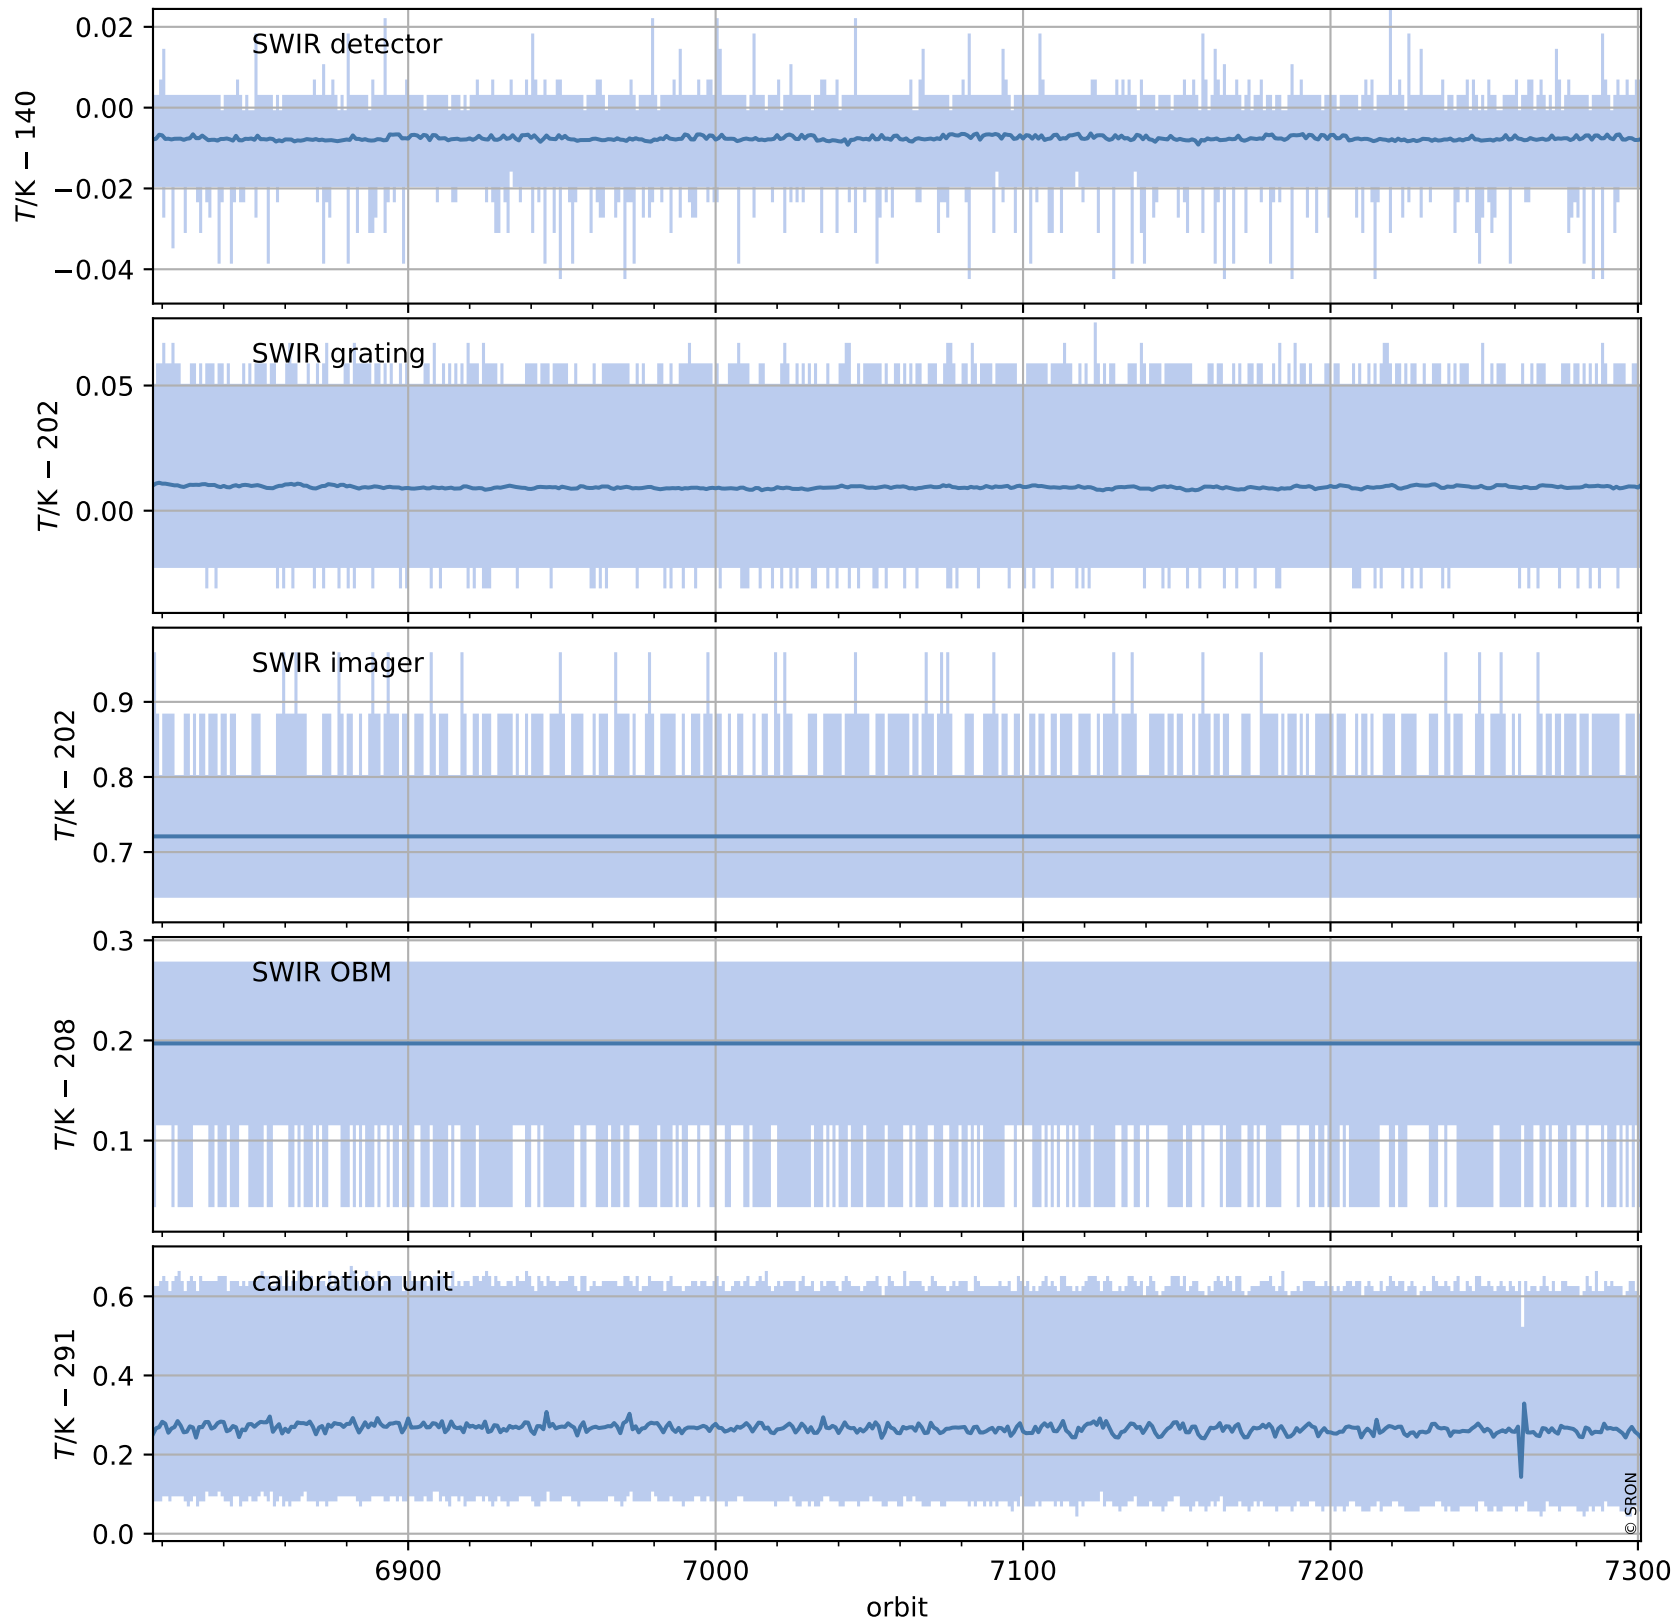 SWIR detector
T/K − 140
0.02
0.00
−0.02
−0.04
SWIR grating
T/K − 202
0.05
0.00
SWIR imager
T/K − 202
0.9
0.8
0.7
SWIR OBM
T/K − 208
0.3
0.2
0.1
calibration unit
T/K − 291
0.6
0.4
0.2
0.0
© SRON
6900 7000 7100 7200 7300
orbit